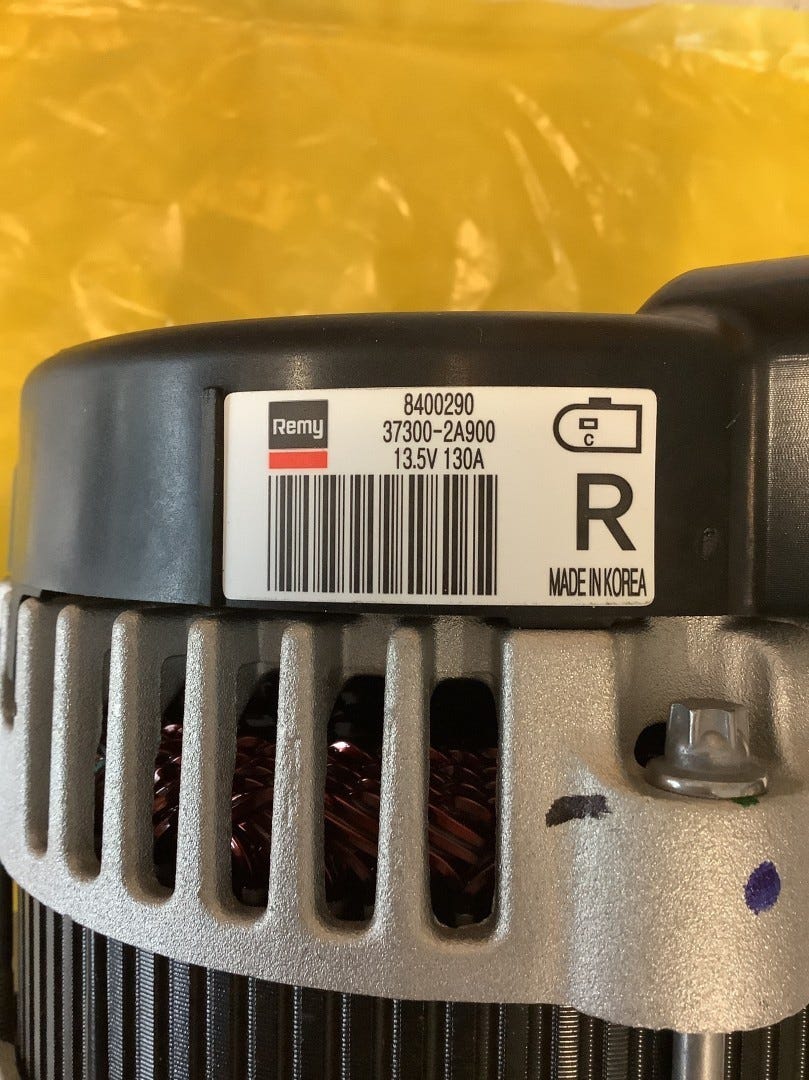 Remy
8400290
37300-2A900
13.5V 130A
C
R
MADE IN KOREA